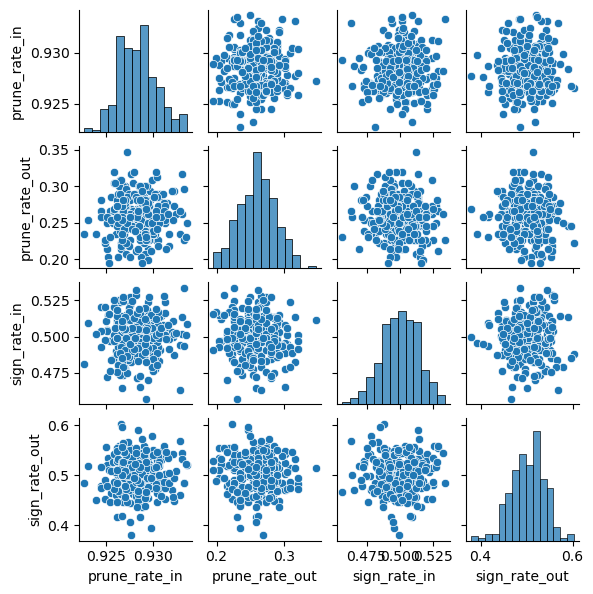 prune_rate_in
0.930
0.925
prune_rate_out
0.35
0.30
0.25
0.20
sign_rate_in
0.525
0.500
0.475
sign_rate_out
0.6
0.5
0.4
0.925 0.930 0.2 0.3 0.475 0.500 0.525 0.4 0.6
prune_rate_in prune_rate_out sign_rate_in sign_rate_out